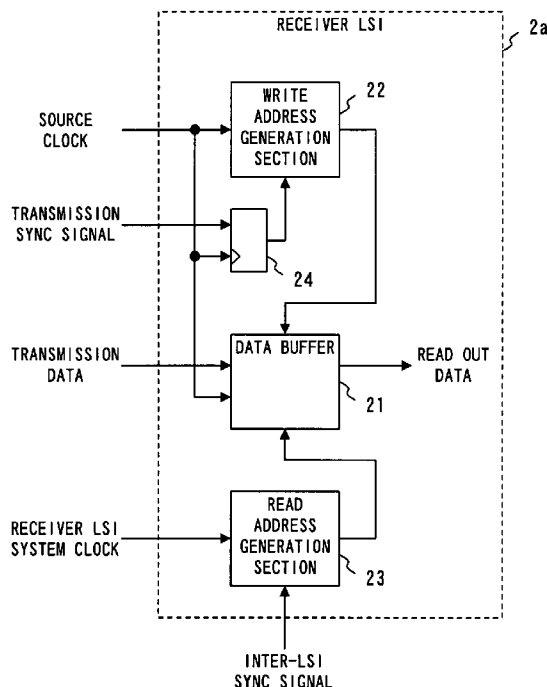 RECEIVER LSI
2a
WRITE
ADDRESS
GENERATION
SECTION
22
SOURCE
CLOCK
TRANSMISSION
SYNC SIGNAL
24
TRANSMISSION
DATA
DATA BUFFER
21
READ OUT
DATA
RECEIVER LSI
SYSTEM CLOCK
READ
ADDRESS
GENERATION
SECTION
23
INTER-LSI
SYNC SIGNAL